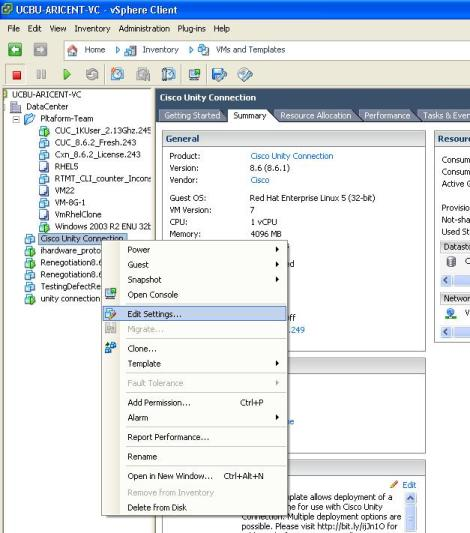 UCBU-ARICENT-VC - vSphere Client
File Edit View Inventory Administration Plug-ins Help
Home Inventory VMs and Templates
UCBU-ARICENT-VC
DataCenter
Pltaform-Team
CUC_1KUser_2.13Ghz.245
CUC_8.6.2_Fresh.243
Cxn_8.6.2_License.243
RHEL5
RTMT_CLI_counter_Incons
VM22
VM-8G-1
VmRhelClone
Windows 2003 R2 ENU 32b
Cisco Unity Connection
ihardware_proto
Renegotiation8.6
Renegotiation8.6
TestingDefectRe
unity connection
Cisco Unity Connection
Getting Started Summary Resource Allocation Performance Tasks & Even
General
Product: Cisco Unity Connection
Version: 8.6 (8.6.1)
Vendor: Cisco
Guest OS: Red Hat Enterprise Linux 5 (32-bit)
VM Version: 7
CPU: 1 vCPU
Memory: 4096 MB
.249
Resour
Consum
Consum
Active G
Provisio
Not-sha
Used St
Datasto
Network
V
Power
Guest
Snapshot
Open Console
Edit Settings...
Migrate...
Clone...
Template
Fault Tolerance
Add Permission... Ctrl+P
Alarm
Report Performance...
Rename
Open in New Window... Ctrl+Alt+N
Remove from Inventory
Delete from Disk
Edit
plate allows deployment of a
ne for use with Cisco Unity
Connection. Multiple deployment options are
possible. Please visit http://bit.ly/ijJn1O for